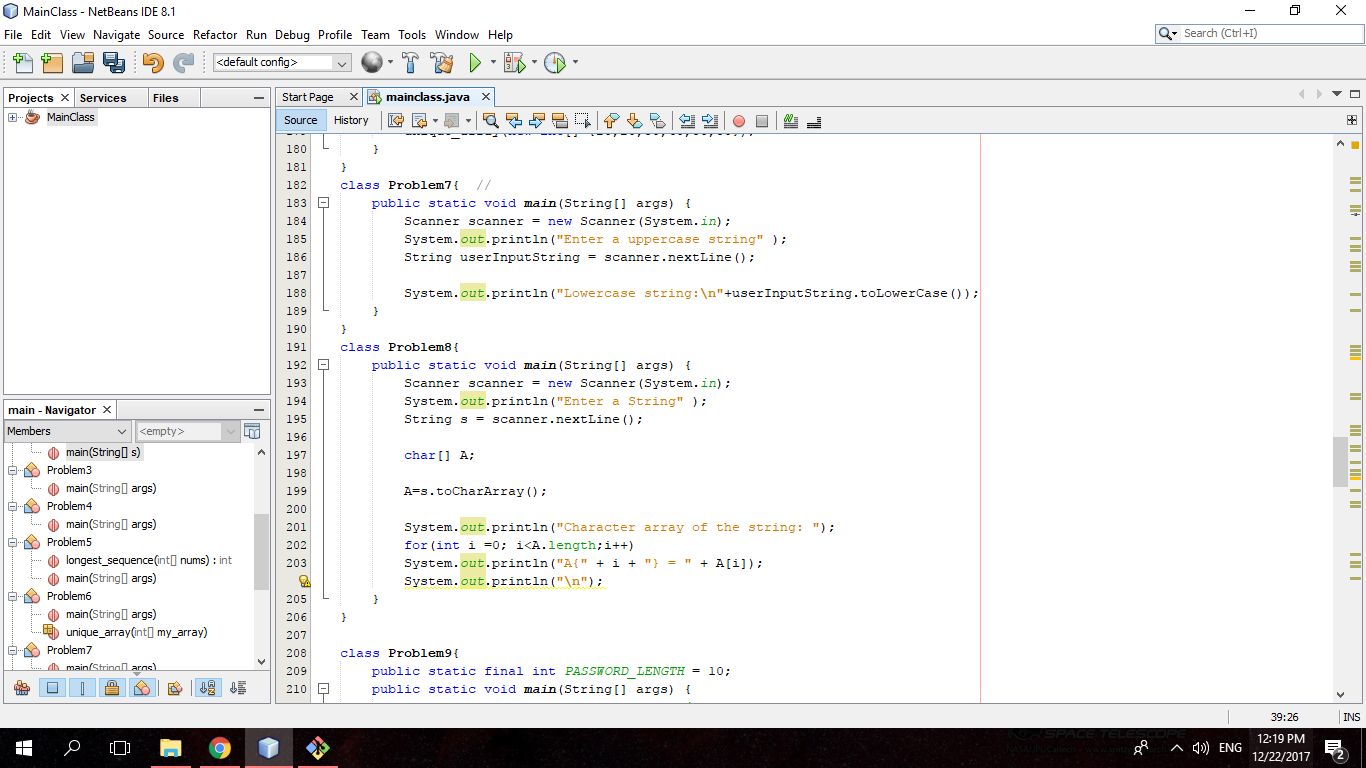 MainClass - NetBeans IDE 8.1
File Edit View Navigate Source Refactor Run Debug Profile Team Tools Window Help
Search (Ctrl+I)
<default config>
Projects Services Files
MainClass
Start Page mainclass.java
Source History
180 }
181 }
182 class Problem7{ //
183 public static void main(String[] args) {
184 Scanner scanner = new Scanner(System.in);
185 System.out.println("Enter a uppercase string" );
186 String userInputString = scanner.nextLine();
187
188 System.out.println("Lowercase string:\n"+userInputString.toLowerCase());
189 }
190 }
191 class Problem8{
192 public static void main(String[] args) {
193 Scanner scanner = new Scanner(System.in);
194 System.out.println("Enter a String" );
195 String s = scanner.nextLine();
196
197 char[] A;
198
199 A=s.toCharArray();
200
201 System.out.println("Character array of the string: ");
202 for(int i =0; i<A.length;i++)
203 System.out.println("A{" + i + "} = " + A[i]);
System.out.println("\n");
205 }
206 }
207
208 class Problem9{
209 public static final int PASSWORD_LENGTH = 10;
210 public static void main(String[] args) {
main - Navigator
Members <empty>
main(String[] s)
Problem3
main(String[] args)
Problem4
main(String[] args)
Problem5
longest_sequence(int[] nums) : int
main(String[] args)
Problem6
main(String[] args)
unique_array(int[] my_array)
Problem7
main(String[] args)
39:26 INS
SPACE TELESCOPE
ENG
12:19 PM
12/22/2017
2